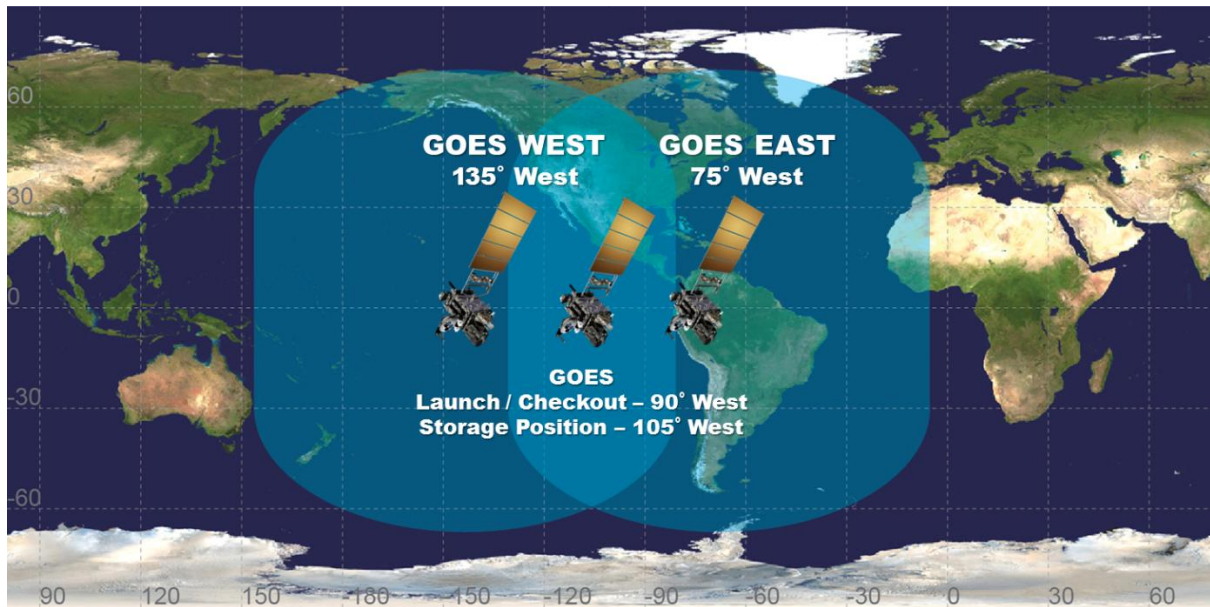 60
GOES WEST
135° West
GOES EAST
75° West
30
0
GOES
Launch / Checkout – 90° West
Storage Position – 105° West
-30
-60
90 120 150 -180 -150 -120 -90 -60 -30 0 30 60